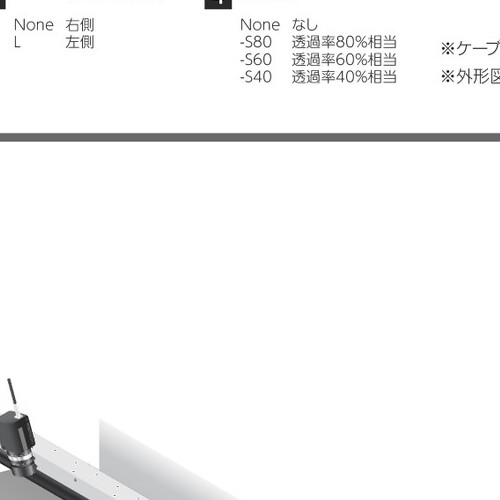 4
None 右側
L 左側
None なし
-S80 透過率80%相当
-S60 透過率60%相当
-S40 透過率40%相当
※ケーブ
※外形図